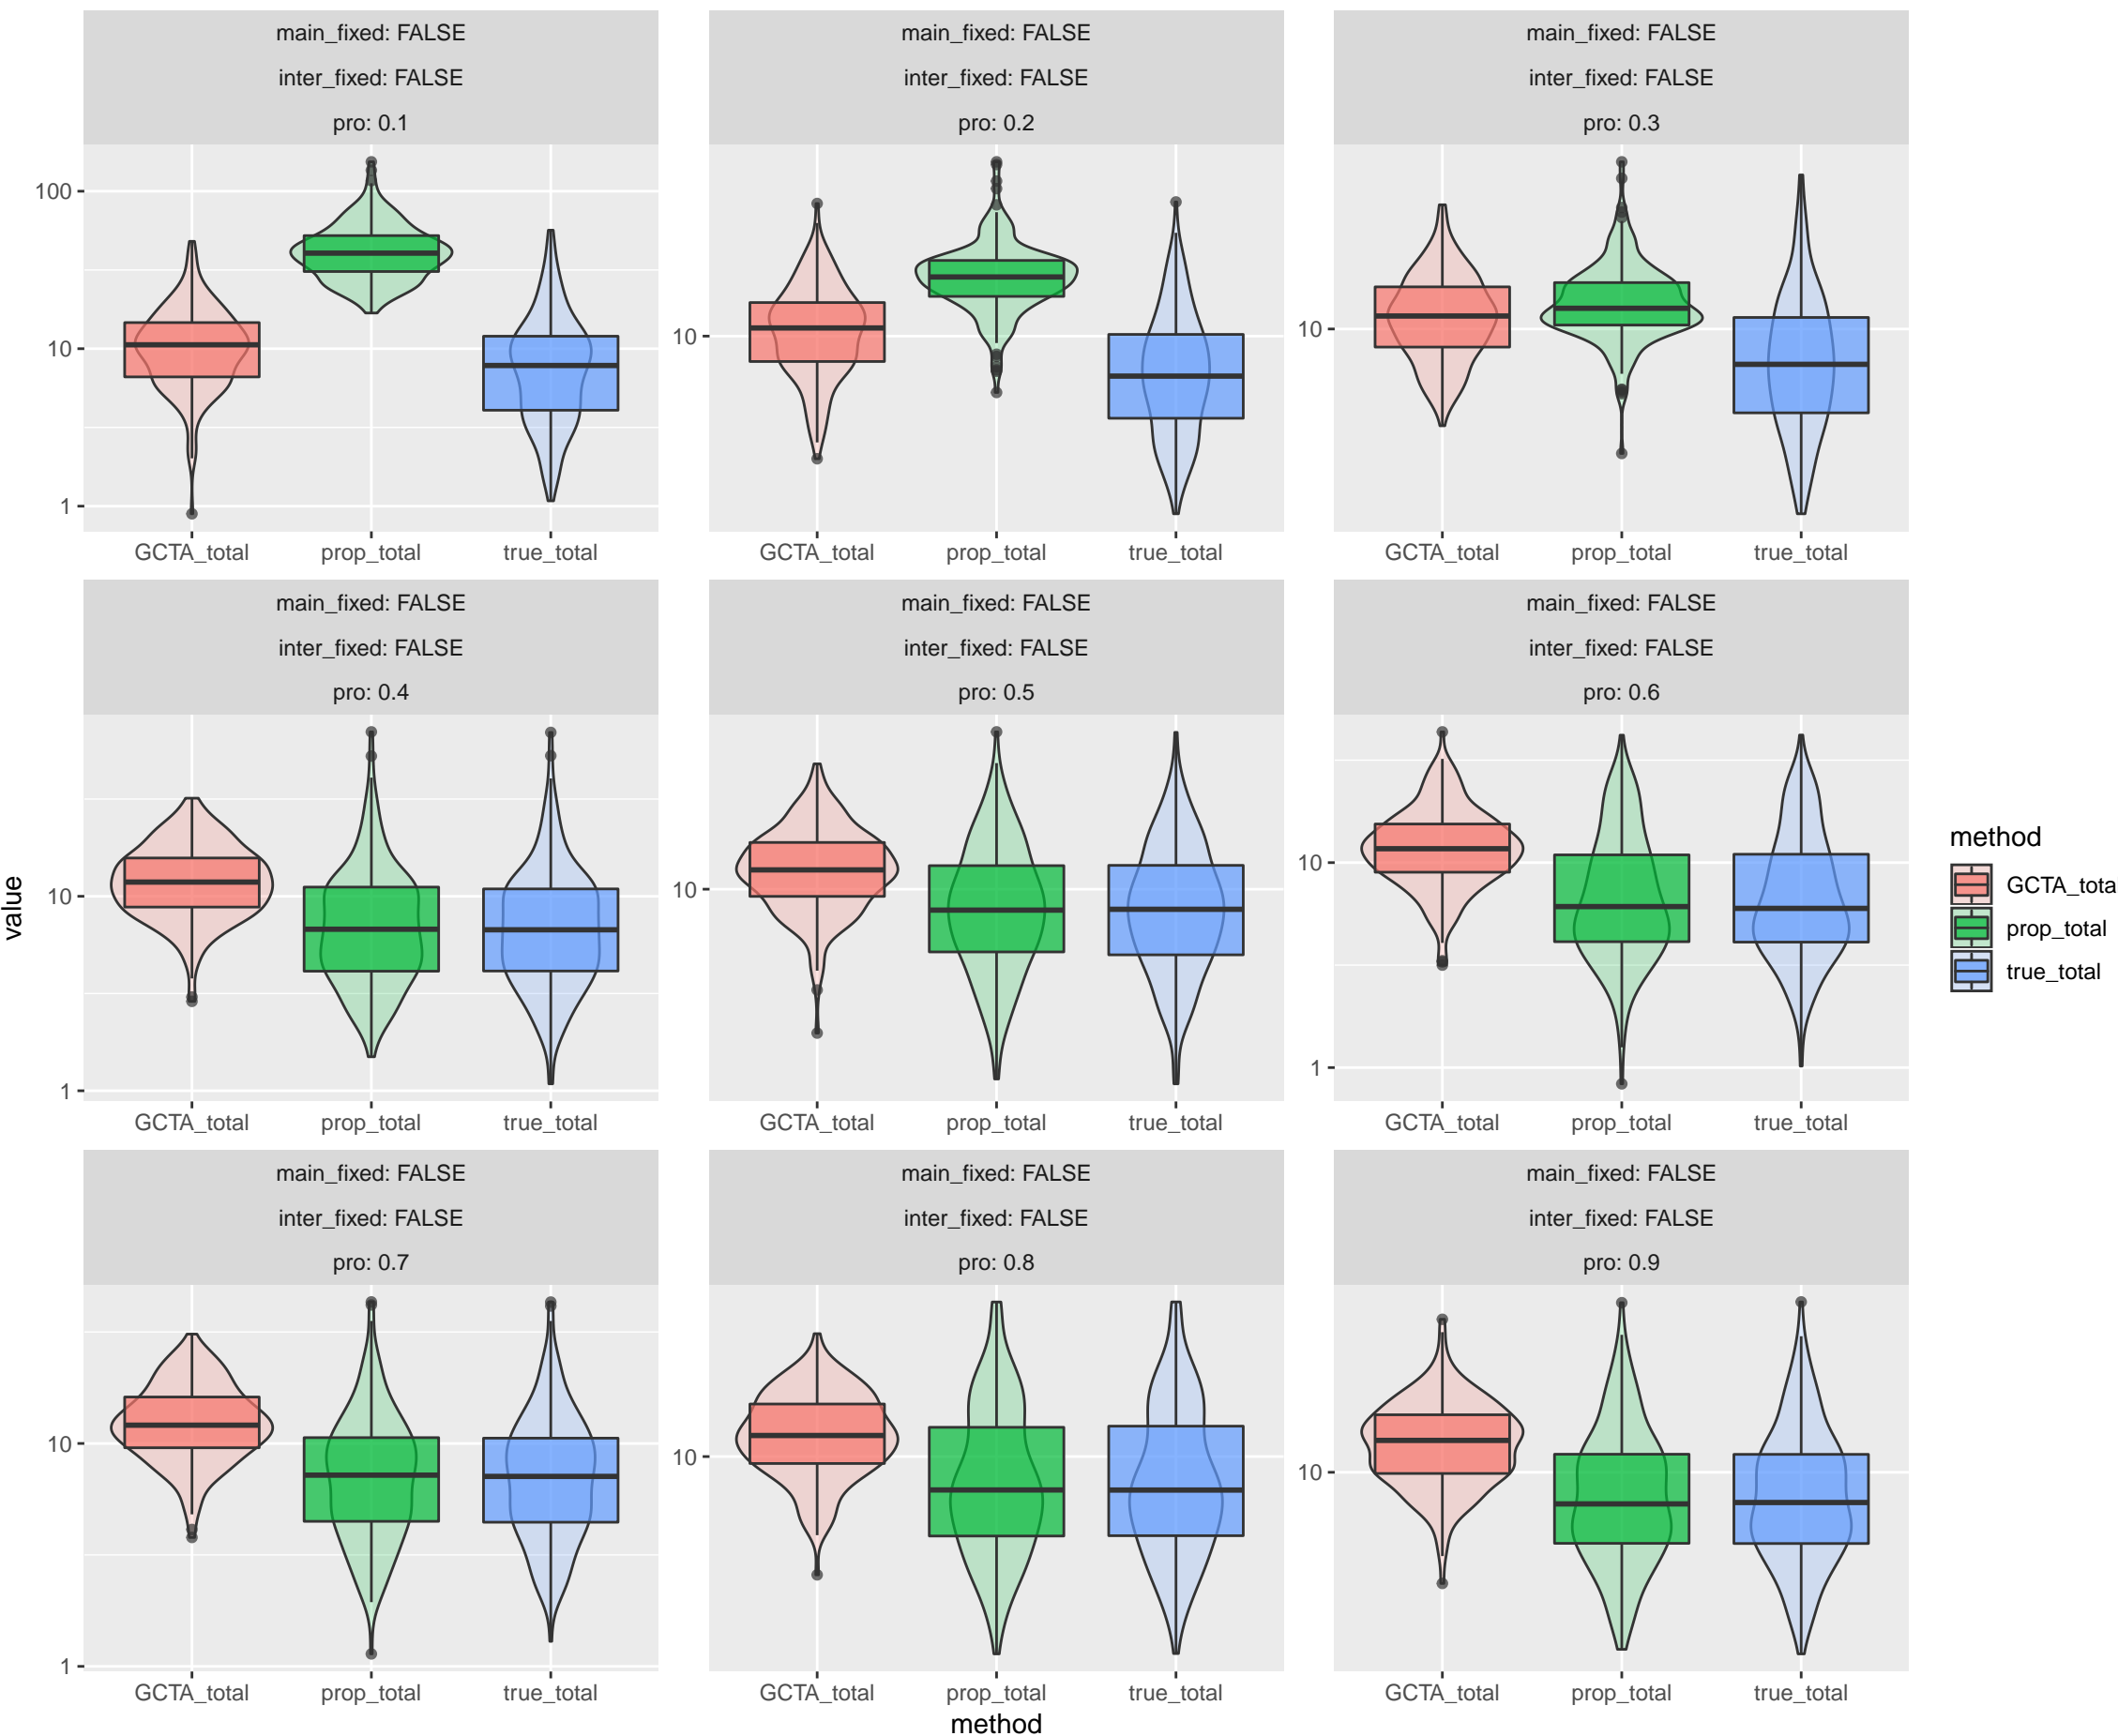 main_fixed: FALSE
inter_fixed: FALSE
pro: 0.1
100
10
1
GCTA_total prop_total true_total
main_fixed: FALSE
inter_fixed: FALSE
pro: 0.2
10
GCTA_total prop_total true_total
main_fixed: FALSE
inter_fixed: FALSE
pro: 0.3
10
GCTA_total prop_total true_total
main_fixed: FALSE
inter_fixed: FALSE
pro: 0.4
10
1
GCTA_total prop_total true_total
main_fixed: FALSE
inter_fixed: FALSE
pro: 0.5
10
GCTA_total prop_total true_total
main_fixed: FALSE
inter_fixed: FALSE
pro: 0.6
10
1
GCTA_total prop_total true_total
main_fixed: FALSE
inter_fixed: FALSE
pro: 0.7
10
1
GCTA_total prop_total true_total
main_fixed: FALSE
inter_fixed: FALSE
pro: 0.8
10
GCTA_total prop_total true_total
main_fixed: FALSE
inter_fixed: FALSE
pro: 0.9
10
GCTA_total prop_total true_total
value
method
method
GCTA_tota
prop_total
true_total